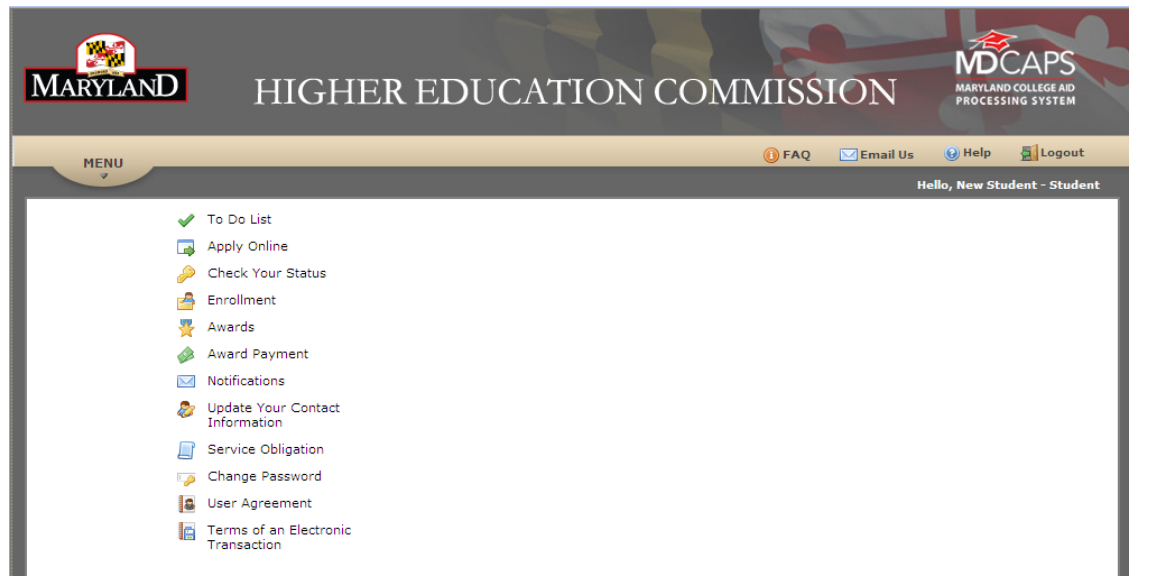 MARYLAND
HIGHER EDUCATION COMMISSION
MDCAPS
MARYLAND COLLEGE AID
PROCESSING SYSTEM
MENU
FAQ
Email Us
Help
Logout
Hello, New Student - Student
To Do List
Apply Online
Check Your Status
Enrollment
Awards
Award Payment
Notifications
Update Your Contact
Information
Service Obligation
Change Password
User Agreement
Terms of an Electronic
Transaction